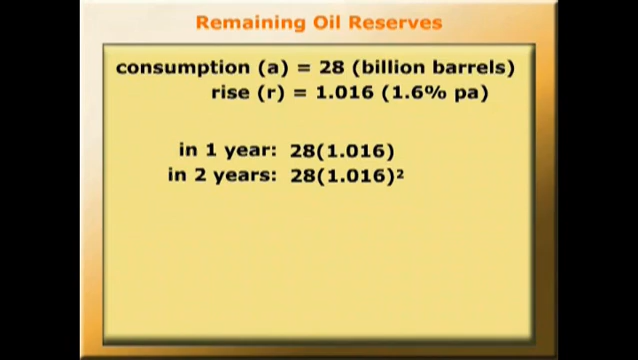 Remaining Oil Reserves
consumption (a) = 28 (billion barrels)
rise (r) = 1.016 (1.6% pa)
in 1 year: 28(1.016)
in 2 years: 28(1.016)²